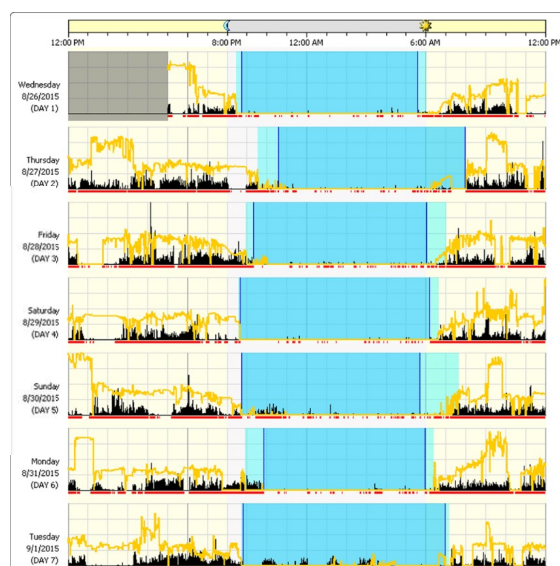 12:00 PM 8:00 PM 12:00 AM 6:00 AM 12:00 PM
Wednesday
8/26/2015
(DAY 1)
Thursday
8/27/2015
(DAY 2)
Friday
8/28/2015
(DAY 3)
Saturday
8/29/2015
(DAY 4)
Sunday
8/30/2015
(DAY 5)
Monday
8/31/2015
(DAY 6)
Tuesday
9/1/2015
(DAY 7)